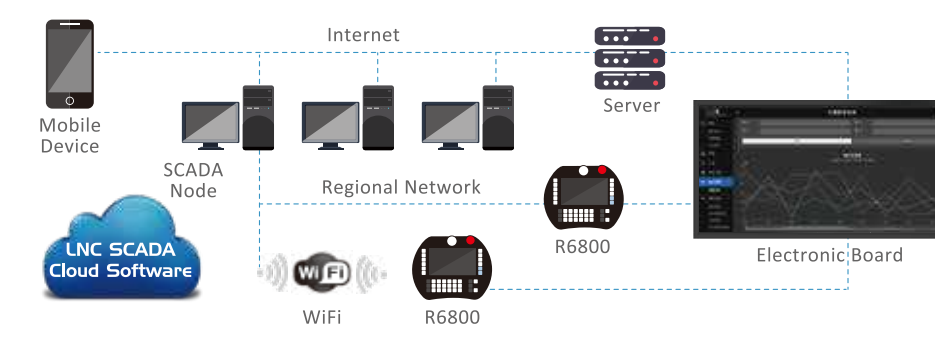 Internet
Server
Mobile
Device
SCADA
Node
Regional Network
R6800
LNC SCADA
Cloud Software
WiFi
WiFi
R6800
Electronic Board